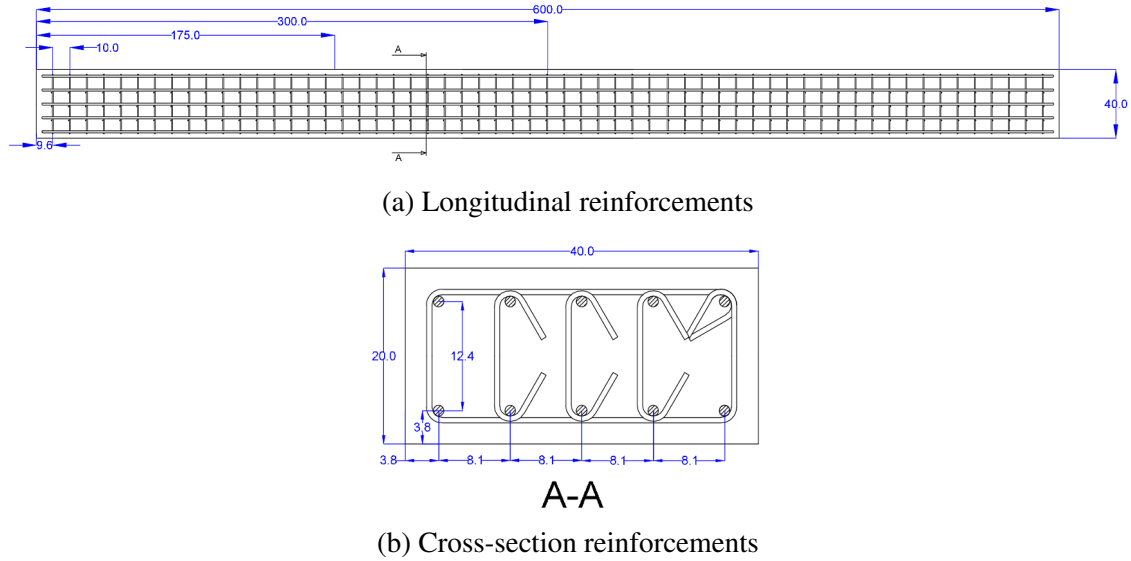 600.0
300.0
175.0
10.0
A
40.0
9.6
A
(a) Longitudinal reinforcements
40.0
20.0
12.4
3.8
3.8 8.1 8.1 8.1 8.1
A-A
(b) Cross-section reinforcements